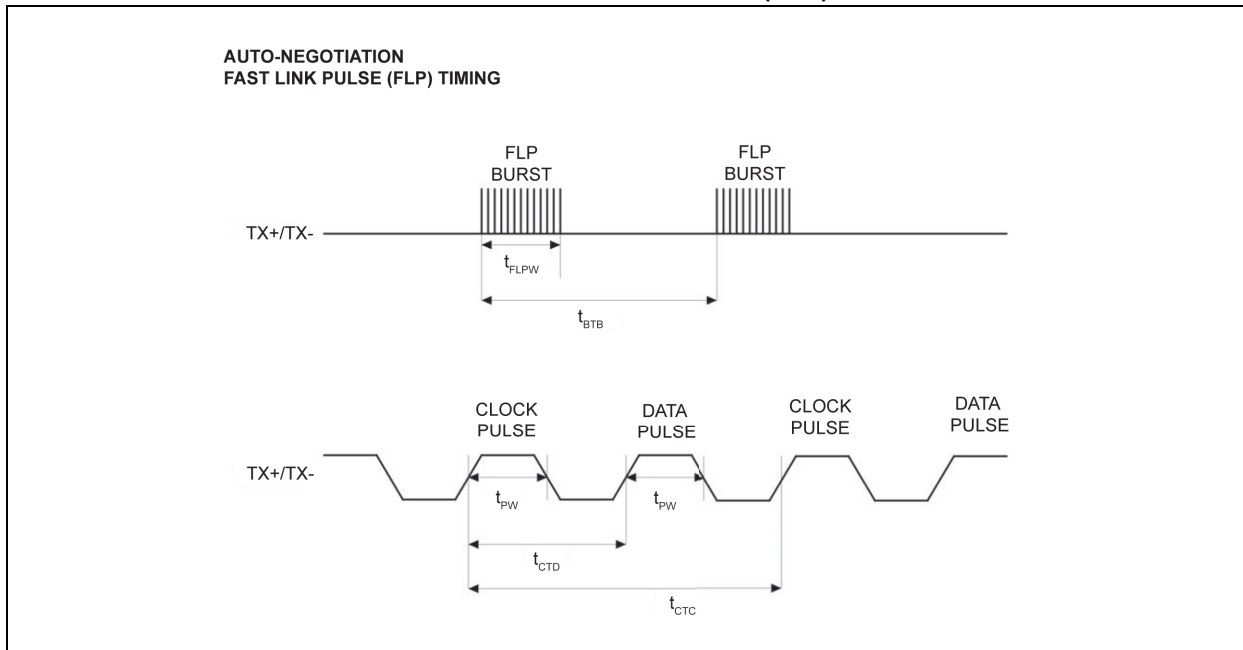 AUTO-NEGOTIATION
FAST LINK PULSE (FLP) TIMING
FLP
BURST
FLP
BURST
TX+/TX-
tFLPW
tBTB
CLOCK
PULSE
DATA
PULSE
CLOCK
PULSE
DATA
PULSE
TX+/TX-
tPW
tPW
tCTD
tCTC